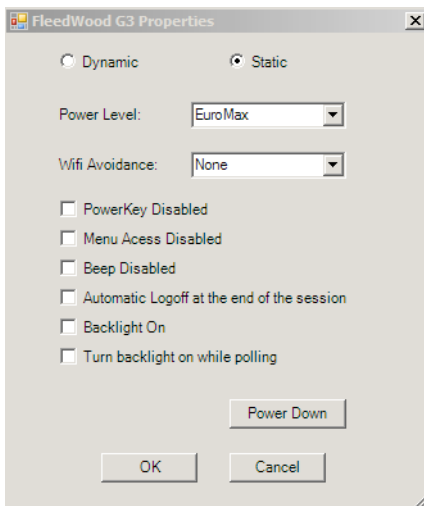 FleedWood G3 Properties
Dynamic Static
Power Level: EuroMax
Wifi Avoidance: None
PowerKey Disabled
Menu Acess Disabled
Beep Disabled
Automatic Logoff at the end of the session
Backlight On
Turn backlight on while polling
Power Down
OK Cancel